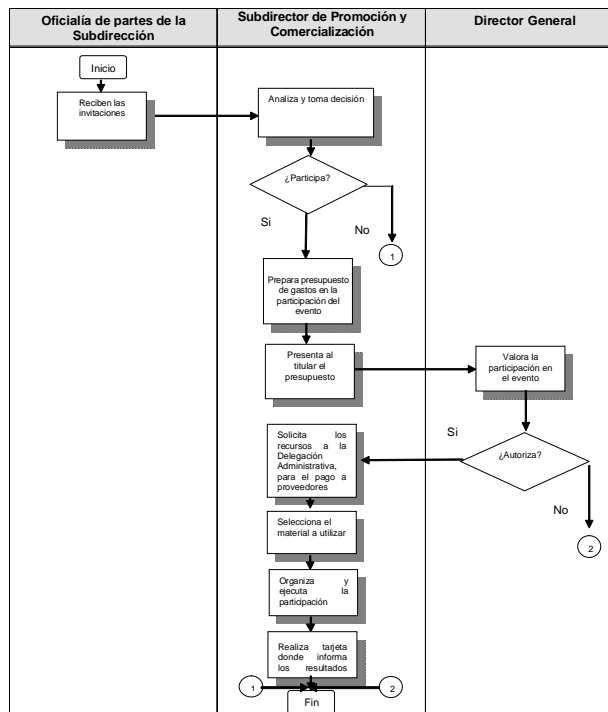 Oficialía de partes de la
Subdirección
Subdirector de Promoción y
Comercialización
Director General
Inicio
Reciben las
invitaciones
Analiza y toma decisión
¿Participa?
Si
No
1
Prepara presupuesto
de gastos en la
participación del
evento
Presenta al
titular el
presupuesto
Valora la
participación en
el evento
Si
¿Autoriza?
No
2
Solicita los
recursos a la
Delegación
Administrativa,
para el pago a
proveedores
Selecciona el
material a utilizar
Organiza y
ejecuta la
participación
Realiza tarjeta
donde informa
los resultados
1
2
Fin